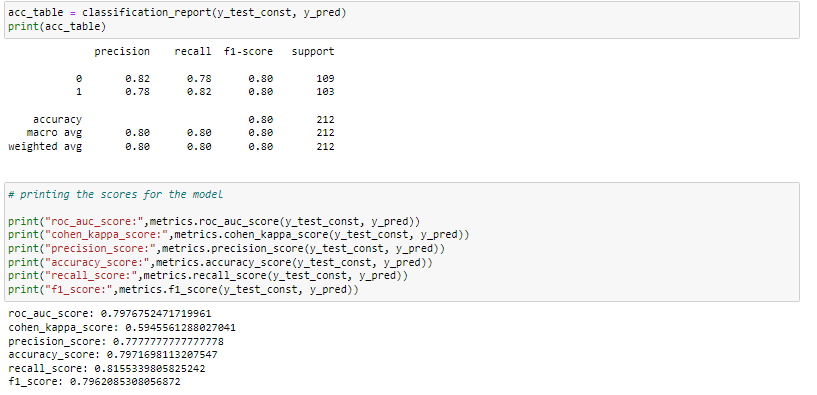 acc_table = classification_report(y_test_const, y_pred)
print(acc_table)
precision recall f1-score support
0 0.82 0.78 0.80 109
1 0.78 0.82 0.80 103
accuracy 0.80 212
macro avg 0.80 0.80 0.80 212
weighted avg 0.80 0.80 0.80 212
# printing the scores for the model
print("roc_auc_score:",metrics.roc_auc_score(y_test_const, y_pred))
print("cohen_kappa_score:",metrics.cohen_kappa_score(y_test_const, y_pred))
print("precision_score:",metrics.precision_score(y_test_const, y_pred))
print("accuracy_score:",metrics.accuracy_score(y_test_const, y_pred))
print("recall_score:",metrics.recall_score(y_test_const, y_pred))
print("f1_score:",metrics.f1_score(y_test_const, y_pred))
roc_auc_score: 0.7976752471719961
cohen_kappa_score: 0.5945561288027041
precision_score: 0.7777777777777778
accuracy_score: 0.7971698113207547
recall_score: 0.8155339805825242
f1_score: 0.7962085308056872